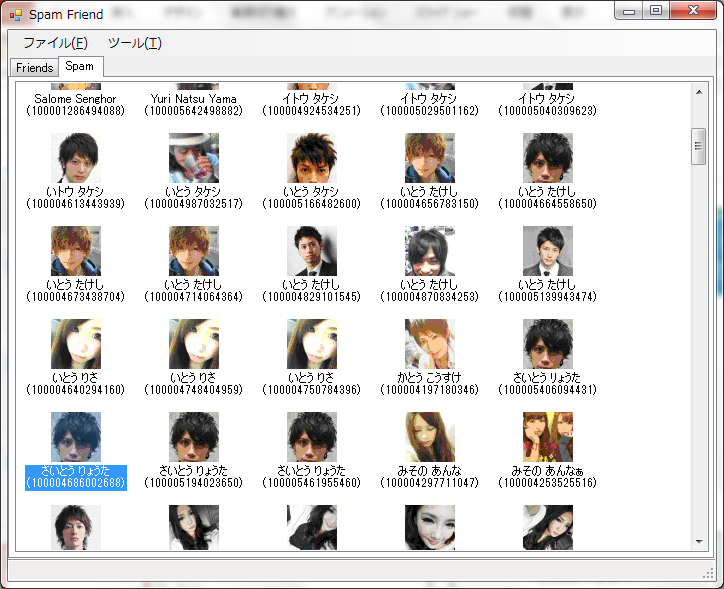 Spam Friend
ファイル(F) ツール(T)
Friends Spam
Salome Senghor Yuri Natsu Yama イトウ タケシ イトウ タケシ イトウ タケシ
(100001286494088) (100005642498882) (100004924534251) (100005029501162) (100005040309623)
いトウ タケシ いとう タケシ いとう タケシ いとう たけし いとう たけし
(100004613443939) (100004987032517) (100005166482600) (100004656783150) (100004664558650)
いとう たけし いとう たけし いとう たけし いとう たけし いとう たけし
(100004673438704) (100004714064364) (100004829101545) (100004870834253) (100005139943474)
いとう りさ いとう りさ いとう りさ かとう こうすけ さいとう りょうた
(100004640294160) (100004748404959) (100004750784396) (100004197180346) (100005406094431)
さいとう りょうた さいとう りょうた さいとう りょうた みその あんな みその あんなぁ
(100004686002688) (100005194023650) (100005461955460) (100004297711047) (100004253525516)